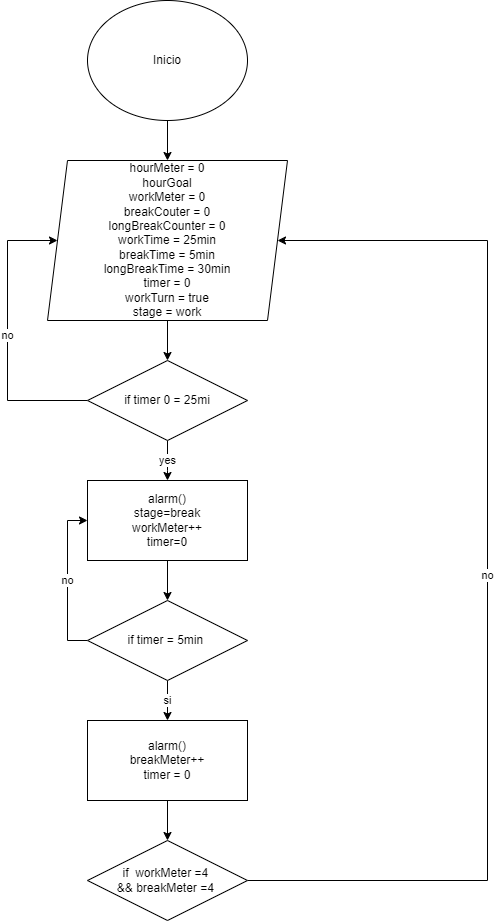 Inicio
hourMeter = 0
hourGoal
workMeter = 0
breakCouter = 0
longBreakCounter = 0
workTime = 25min
breakTime = 5min
longBreakTime = 30min
timer = 0
workTurn = true
stage = work
no
if timer 0 = 25mi
yes
alarm()
stage=break
workMeter++
timer=0
no
no
if timer = 5min
si
alarm()
breakMeter++
timer = 0
if workMeter =4
&& breakMeter =4